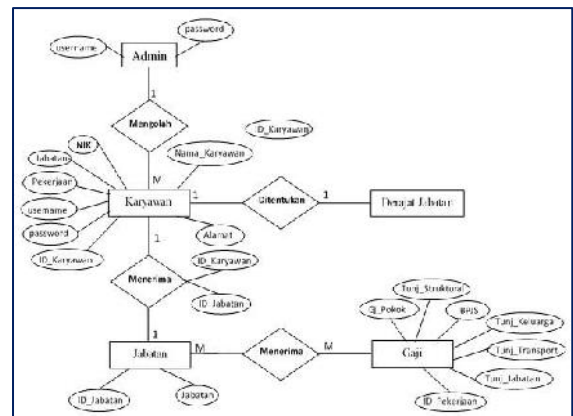 password
username
Admin
1
Mengolah
ID_Karyawan
NIK
Jabatan
Nama_Karyawan
M
Pekerjaan
Karyawan
1
Ditentukan
1
Derajat Jabatan
username
password
ID_Karyawan
1
Alamat
ID_Karyawan
Menerima
ID_Jabatan
Tunj_Struktural
Gj_Pokok
BPJS
Tunj_Keluarga
1
Jabatan
M
Menerima
M
Gaji
Tunj_Transport
Tunj_Jabatan
ID_Jabatan
Jabatan
ID_Pekerjaan